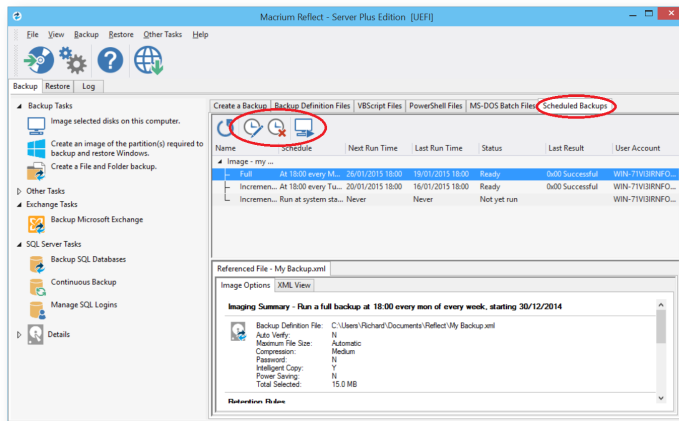 Macrium Reflect - Server Plus Edition [UEFI]
File View Backup Restore Other Tasks Help
Backup Restore Log
Backup Tasks
Image selected disks on this computer.
Create an image of the partition(s) required to
backup and restore Windows.
Create a File and Folder backup.
Other Tasks
Exchange Tasks
Backup Microsoft Exchange
SQL Server Tasks
Backup SQL Databases
Continuous Backup
Manage SQL Logins
Details
Create a Backup Backup Definition Files VBScript Files PowerShell Files MS-DOS Batch Files Scheduled Backups
Name Schedule Next Run Time Last Run Time Status Last Result User Account
Image - my ...
Full At 18:00 every M... 26/01/2015 18:00 19/01/2015 18:00 Ready 0x00 Successful WIN-71VI3IRNFO...
Incremen... At 18:00 every Tu... 20/01/2015 18:00 16/01/2015 18:00 Ready 0x00 Successful WIN-71VI3IRNFO...
Incremen... Run at system sta... Never Never Not yet run WIN-71VI3IRNFO...
Referenced File - My Backup.xml
Image Options XML View
Imaging Summary - Run a full backup at 18:00 every mon of every week, starting 30/12/2014
Backup Definition File: C:\Users\Richard\Documents\Reflect\My Backup.xml
Auto Verify: N
Maximum File Size: Automatic
Compression: Medium
Password: N
Intelligent Copy: Y
Power Saving: N
Total Selected: 15.0 MB
Retention Rules